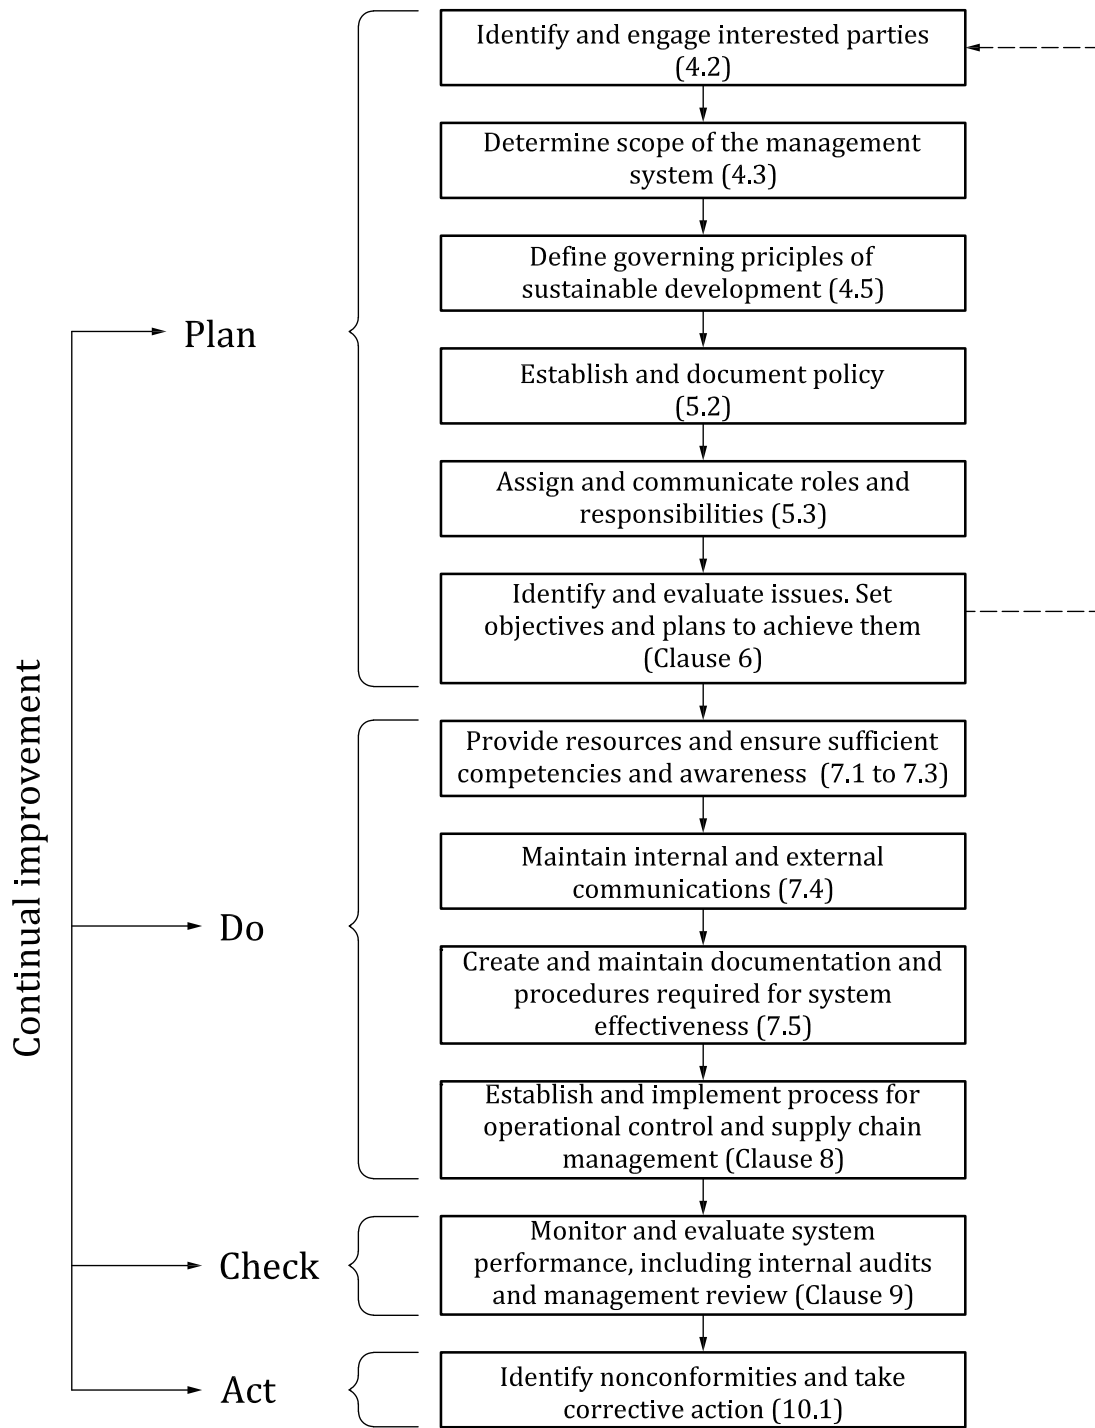 Identify and engage interested parties
(4.2)
Determine scope of the management
system (4.3)
Define governing priciples of
sustainable development (4.5)
Plan
Establish and document policy
(5.2)
Assign and communicate roles and
responsibilities (5.3)
Identify and evaluate issues. Set
objectives and plans to achieve them
(Clause 6)
Continual improvement
Provide resources and ensure sufficient
competencies and awareness (7.1 to 7.3)
Maintain internal and external
communications (7.4)
Do
Create and maintain documentation and
procedures required for system
effectiveness (7.5)
Establish and implement process for
operational control and supply chain
management (Clause 8)
Check
Monitor and evaluate system
performance, including internal audits
and management review (Clause 9)
Act
Identify nonconformities and take
corrective action (10.1)